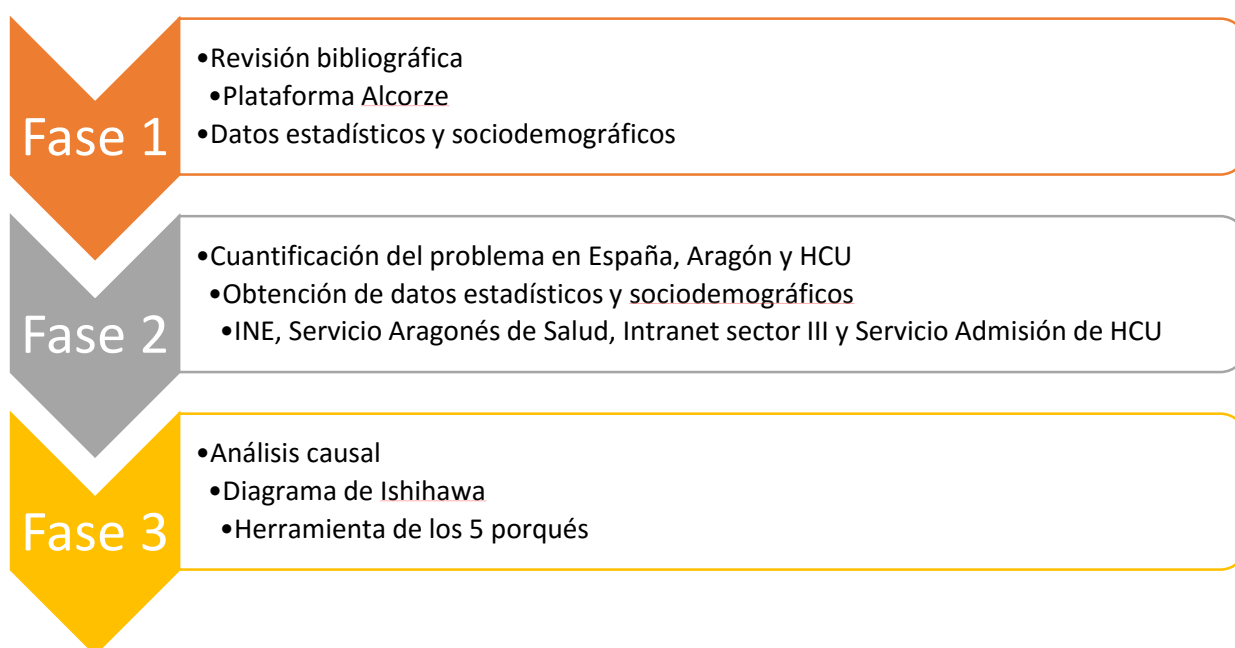 Fase 1
•Revisión bibliográfica
•Plataforma Alcorze
•Datos estadísticos y sociodemográficos
Fase 2
•Cuantificación del problema en España, Aragón y HCU
•Obtención de datos estadísticos y sociodemográficos
•INE, Servicio Aragonés de Salud, Intranet sector III y Servicio Admisión de HCU
Fase 3
•Análisis causal
•Diagrama de Ishihawa
•Herramienta de los 5 porqués